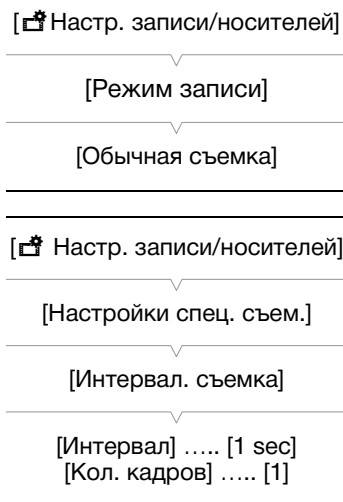 [ Настр. записи/носителей]
[Режим записи]
[Обычная съемка]
[ Настр. записи/носителей]
[Настройки спец. съем.]
[Интервал. съемка]
[Интервал] ….. [1 sec]
[Кол. кадров] ….. [1]